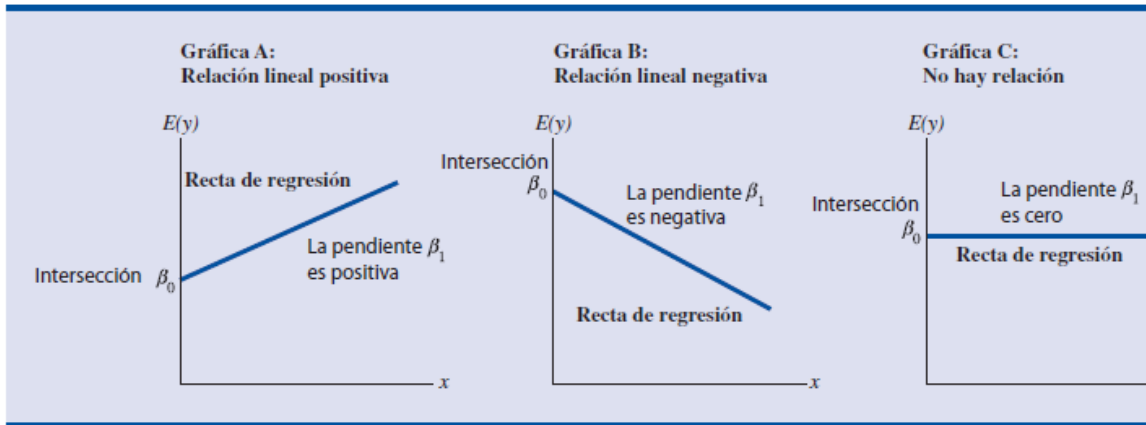 Gráfica A:
Relación lineal positiva
E(y)
Recta de regresión
La pendiente β1
es positiva
Intersección β0
x
Gráfica B:
Relación lineal negativa
E(y)
Intersección
β0
La pendiente β1
es negativa
Recta de regresión
x
Gráfica C:
No hay relación
E(y)
La pendiente β1
es cero
Intersección
β0
Recta de regresión